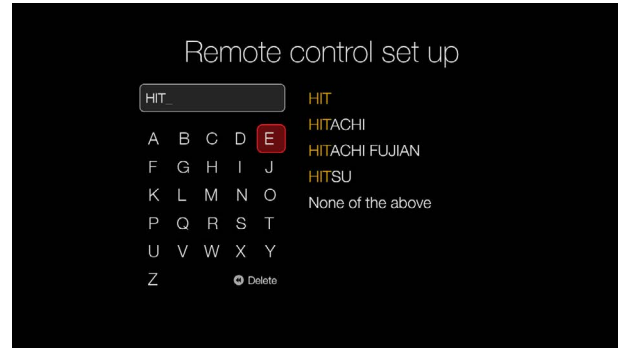 Remote control set up
HIT_
A B C D E
F G H I J
K L M N O
P Q R S T
U V W X Y
Z Delete
HIT
HITACHI
HITACHI FUJIAN
HITSU
None of the above